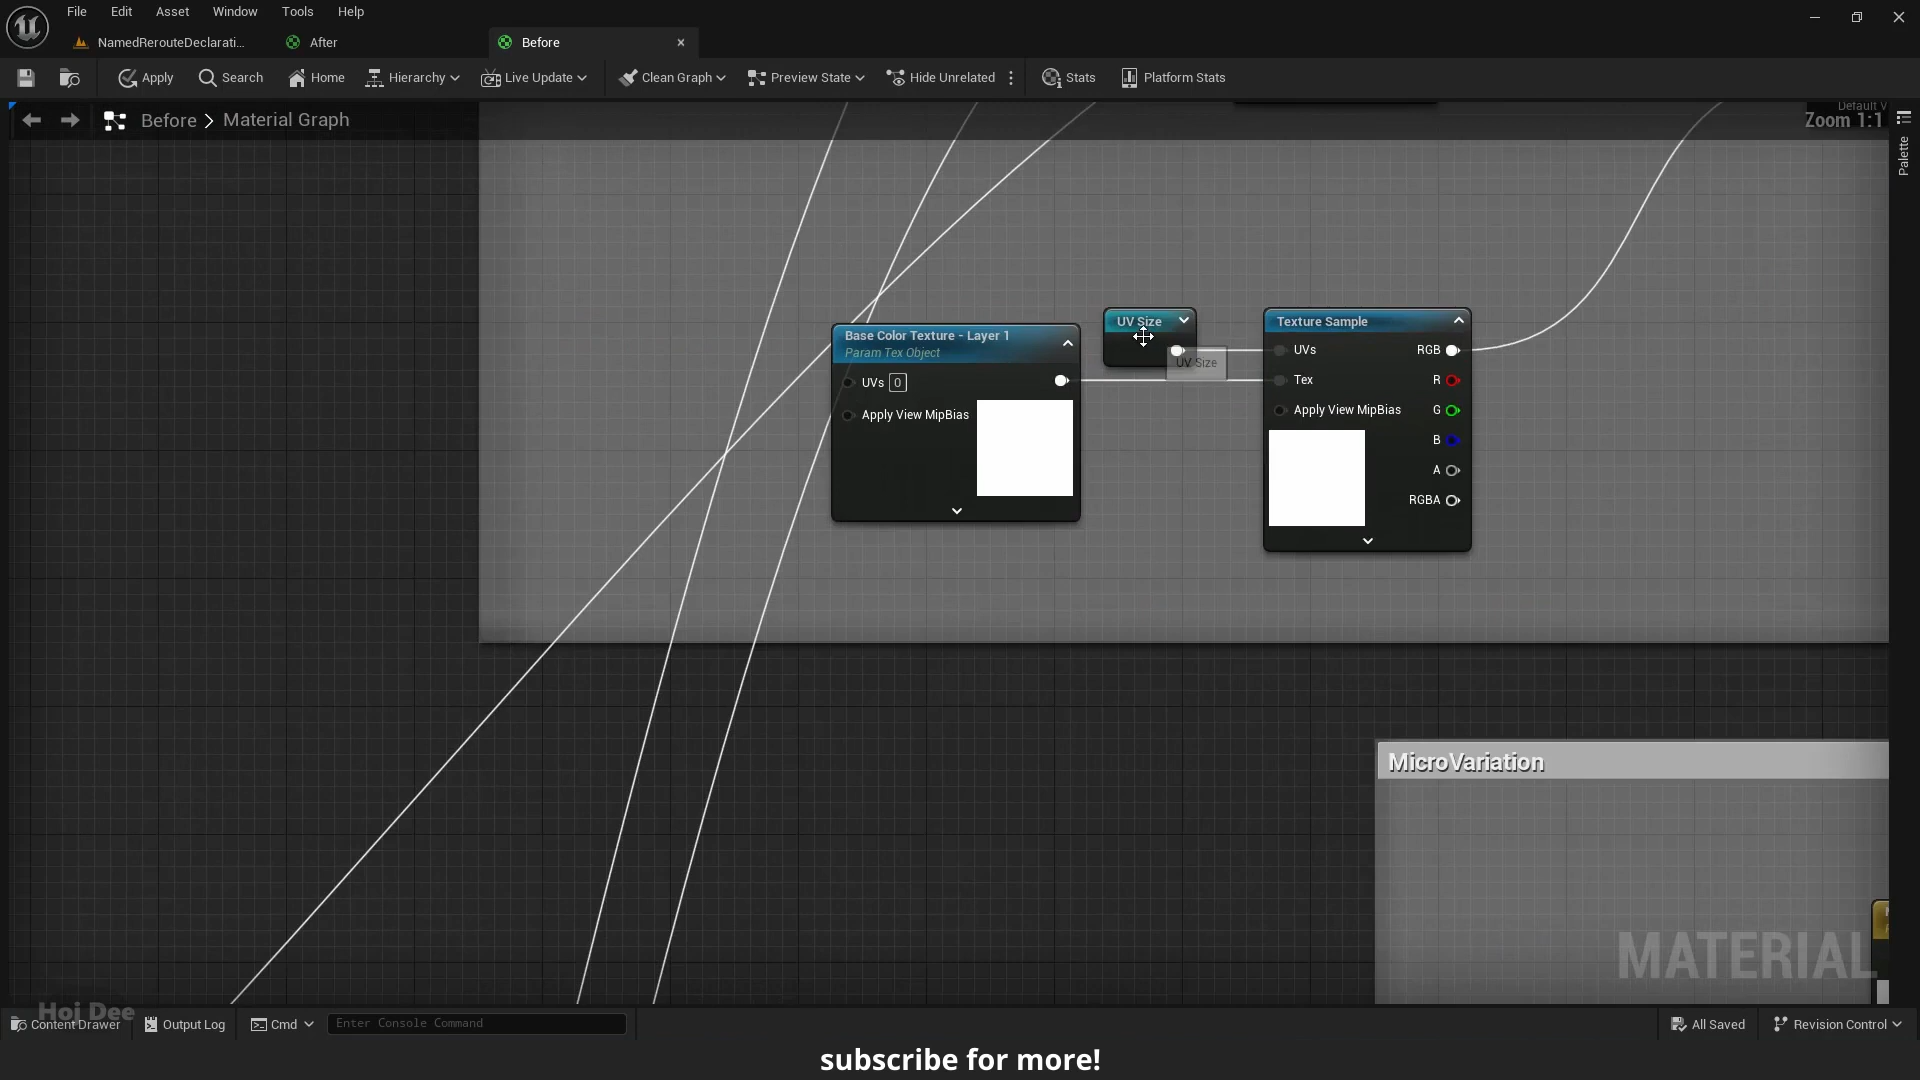 File Edit Asset Window Tools Help
NamedRerouteDeclarati...
After
Before
Apply
Search
Home
Hierarchy
Live Update
Clean Graph
Preview State
Hide Unrelated
Stats
Platform Stats
Before > Material Graph
Default V
Zoom 1:1
Palette
Base Color Texture - Layer 1
Param Tex Object
UVs 0
Apply View MipBias
UV Size
UV Size
Texture Sample
UVs
RGB
Tex
R
Apply View MipBias
G
B
A
RGBA
MicroVariation
MATERIAL
Hoj Dee
Content Drawer
Output Log
Cmd
Enter Console Command
All Saved
Revision Control
subscribe for more!